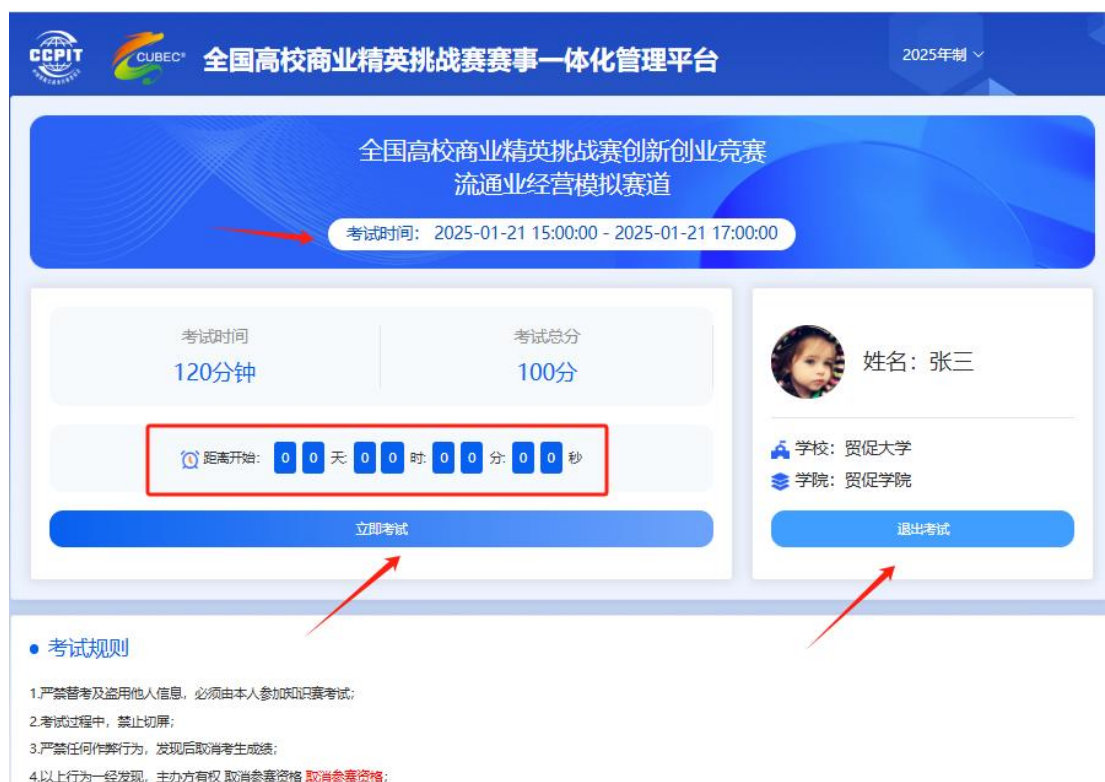 CCPIT
CUBEC®
全国高校商业精英挑战赛赛事一体化管理平台
2025年制
全国高校商业精英挑战赛创新创业竞赛
流通业经营模拟赛道
考试时间： 2025-01-21 15:00:00 - 2025-01-21 17:00:00
考试时间
考试总分
120分钟
100分
距离开始： 0 0 天: 0 0 时: 0 0 分: 0 0 秒
立即考试
姓名：张三
学校：贸促大学
学院：贸促学院
退出考试
考试规则
1.严禁替考及盗用他人信息，必须由本人参加知识赛考试;
2.考试过程中，禁止切屏;
3.严禁任何作弊行为，发现后取消考生成绩;
4.以上行为一经发现，主办方有权 取消参赛资格 取消参赛资格;